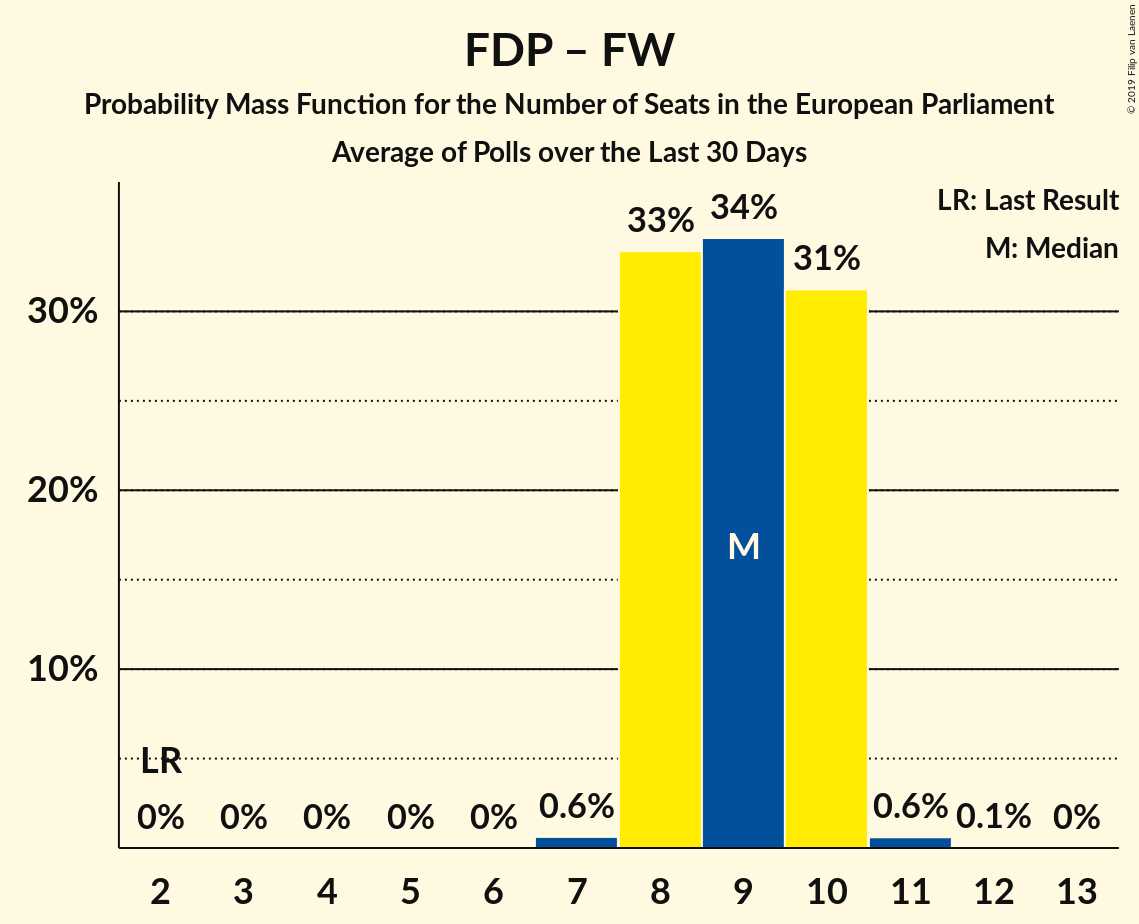 FDP – FW
Probability Mass Function for the Number of Seats in the European Parliament
Average of Polls over the Last 30 Days
© 2019 Filip van Laenen
LR: Last Result
M: Median
33% 34% 31%
30%
20%
M
10%
LR
0% 0% 0% 0% 0% 0.6% 0.6% 0.1% 0%
2 3 4 5 6 7 8 9 10 11 12 13